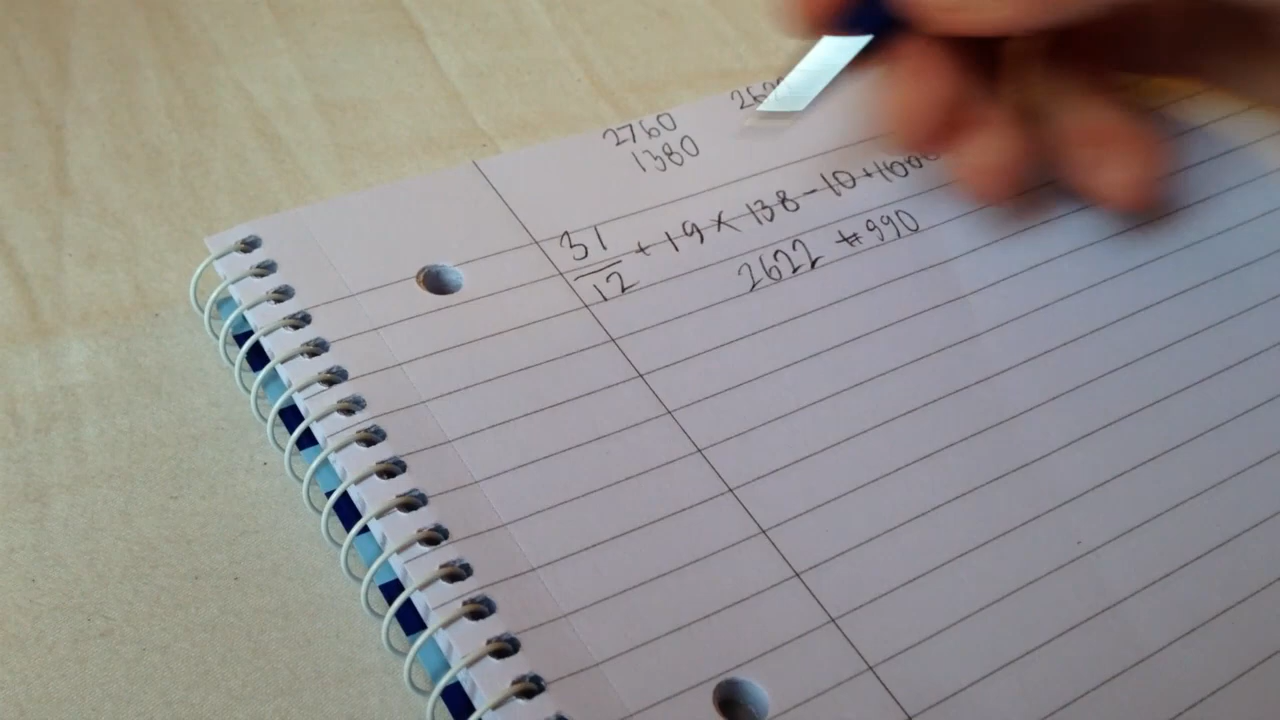 2760
1380
31/12 + 19 × 138 - 10 + 1000
2622 + 990